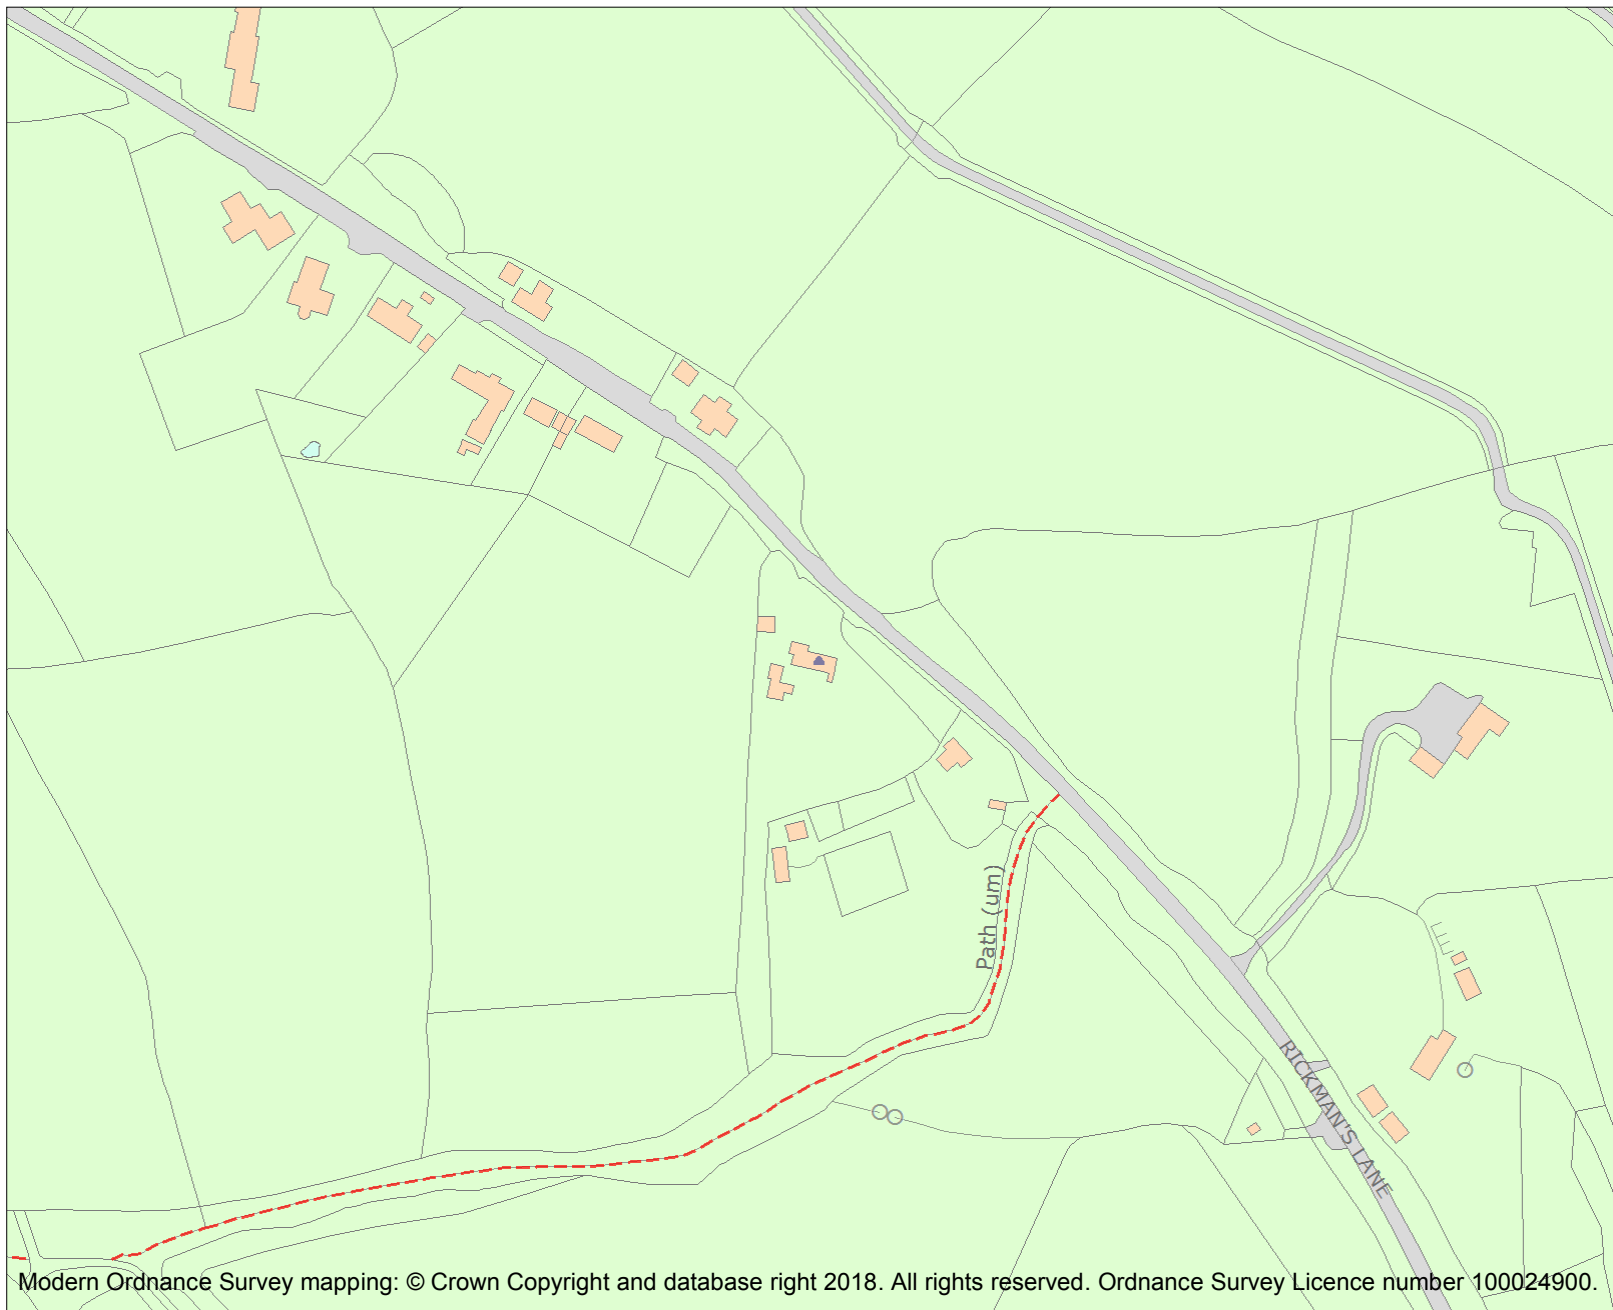 Path (um)
RICKMAN'S LANE
Modern Ordnance Survey mapping: © Crown Copyright and database right 2018. All rights reserved. Ordnance Survey Licence number 100024900.